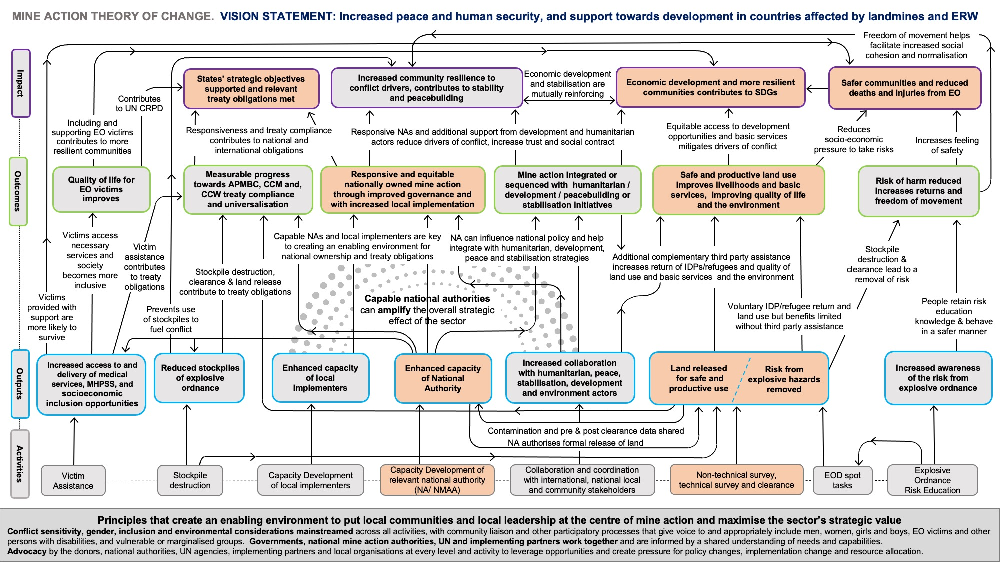 MINE ACTION THEORY OF CHANGE. VISION STATEMENT: Increased peace and human security, and support towards development in countries affected by landmines and ERW
Freedom of movement helps
facilitate increased social
cohesion and normalisation
Impact
States’ strategic objectives
supported and relevant
treaty obligations met
Increased community resilience to
conflict drivers, contributes to stability
and peacebuilding
Economic development
and stabilisation are
mutually reinforcing
Economic development and more resilient
communities contributes to SDGs
Safer communities and reduced
deaths and injuries from EO
Contributes
to UN CRPD
Including and
supporting EO victims
contributes to more
resilient communities
Responsiveness and treaty compliance
contributes to national and
international obligations
Responsive NAs and additional support from development and humanitarian
actors reduce drivers of conflict, increase trust and social contract
Equitable access to development
opportunities and basic services
mitigates drivers of conflict
Reduces
socio-economic
pressure to take risks
Increases feeling
of safety
Outcomes
Quality of life for
EO victims
improves
Measurable progress
towards APMBC, CCM and,
CCW treaty compliance
and universalisation
Responsive and equitable
nationally owned mine action
through improved governance and
with increased local implementation
Mine action integrated or
sequenced with humanitarian /
development / peacebuilding or
stabilisation initiatives
Safe and productive land use
improves livelihoods and basic
services, improving quality of life
and the environment
Risk of harm reduced
increases returns and
freedom of movement
Victims access
necessary
services and
society
becomes more
inclusive
Victim
assistance
contributes
to treaty
obligations
Capable NAs and local implementers are key
to creating an enabling environment for
national ownership and treaty obligations
NA can influence national policy and help
integrate with humanitarian, development,
peace and stabilisation strategies
Additional complementary third party assistance
increases return of IDPs/refugees and quality of
land use and basic services and the environment
Stockpile
destruction &
clearance lead to a
removal of risk
Stockpile destruction,
clearance & land release
contribute to treaty obligations
Victims
provided with
support are
more likely to
survive
Prevents use
of stockpiles to
fuel conflict
Capable national authorities
can amplify the overall strategic
effect of the sector
Voluntary IDP/refugee return and
land use but benefits limited
without third party assistance
People retain risk
education
knowledge & behave
in a safer manner
Outputs
Increased access to and
delivery of medical
services, MHPSS, and
socioeconomic
inclusion opportunities
Reduced stockpiles
of explosive
ordnance
Enhanced capacity
of local
implementers
Enhanced capacity
of National
Authority
Increased collaboration
with humanitarian, peace,
stabilisation, development
and environment actors
Land released
for safe and
productive use
Risk from
explosive hazards
removed
Increased awareness
of the risk from
explosive ordnance
Contamination and pre & post clearance data shared
NA authorises formal release of land
Activities
Victim
Assistance
Stockpile
destruction
Capacity Development
of local implementers
Capacity Development of
relevant national authority
(NA/ NMAA)
Collaboration and coordination
with international, national local
and community stakeholders
Non-technical survey,
technical survey and clearance
EOD spot
tasks
Explosive
Ordnance
Risk Education
Principles that create an enabling environment to put local communities and local leadership at the centre of mine action and maximise the sector’s strategic value
Conflict sensitivity, gender, inclusion and environmental considerations mainstreamed across all activities, with community liaison and other participatory processes that give voice to and appropriately include men, women, girls and boys, EO victims and other
persons with disabilities, and vulnerable or marginalised groups. Governments, national mine action authorities, UN and implementing partners work together and are informed by a shared understanding of needs and capabilities.
Advocacy by the donors, national authorities, UN agencies, implementing partners and local organisations at every level and activity to leverage opportunities and create pressure for policy changes, implementation change and resource allocation.